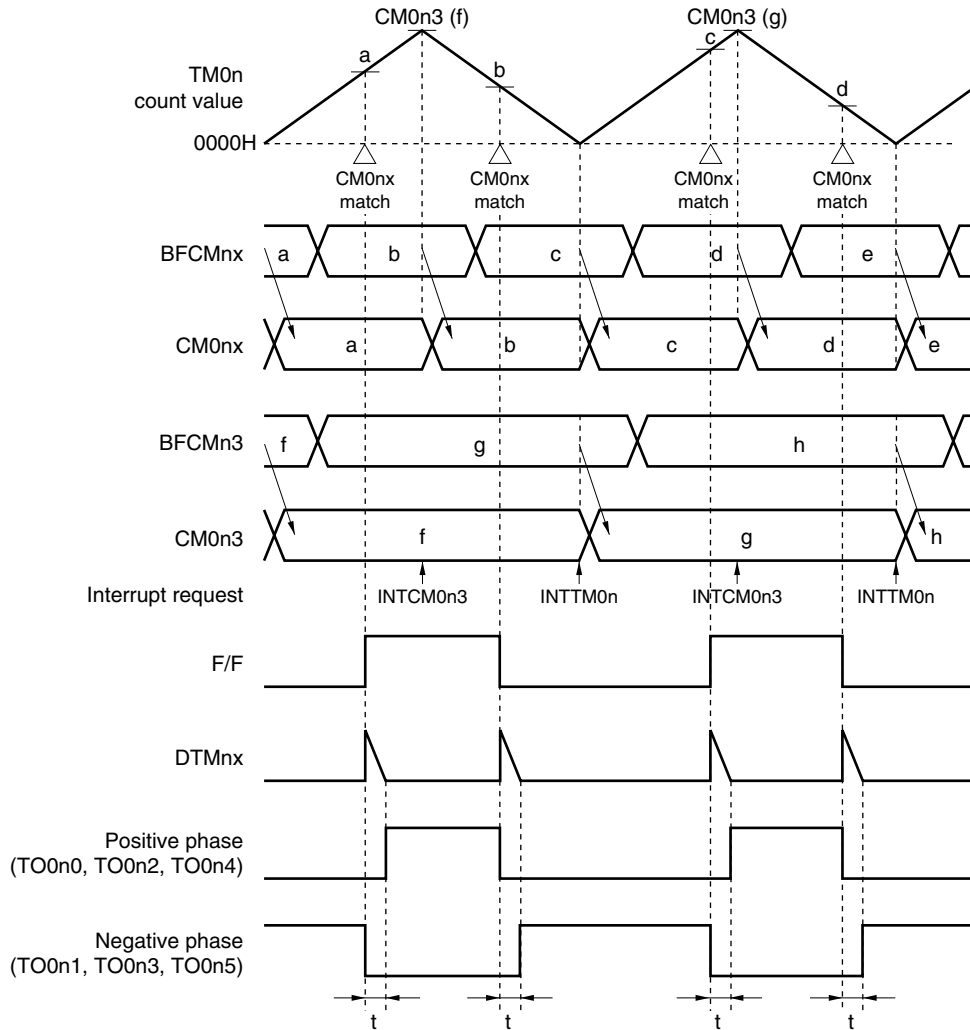 CM0n3 (f)
CM0n3 (g)
a
b
c
d
TM0n
count value
0000H
CM0nx
match
CM0nx
match
CM0nx
match
CM0nx
match
BFCMnx
a
b
c
d
e
CM0nx
a
b
c
d
e
BFCMn3
f
g
h
CM0n3
f
g
h
Interrupt request
INTCM0n3
INTTM0n
INTCM0n3
INTTM0n
F/F
DTMnx
Positive phase
(TO0n0, TO0n2, TO0n4)
Negative phase
(TO0n1, TO0n3, TO0n5)
t
t
t
t